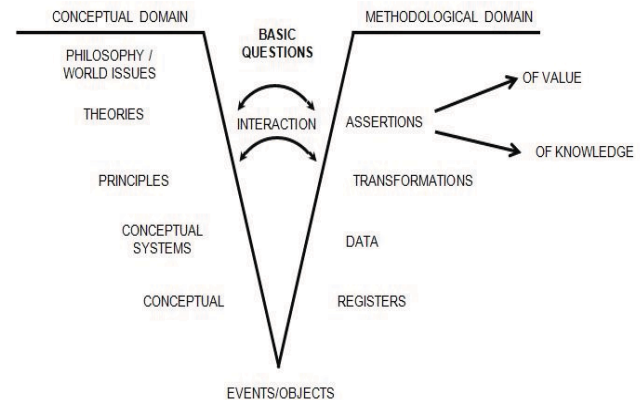 CONCEPTUAL DOMAIN
METHODOLOGICAL DOMAIN
BASIC
QUESTIONS
PHILOSOPHY /
WORLD ISSUES
OF VALUE
THEORIES
INTERACTION
ASSERTIONS
OF KNOWLEDGE
PRINCIPLES
TRANSFORMATIONS
CONCEPTUAL
SYSTEMS
DATA
CONCEPTUAL
REGISTERS
EVENTS/OBJECTS